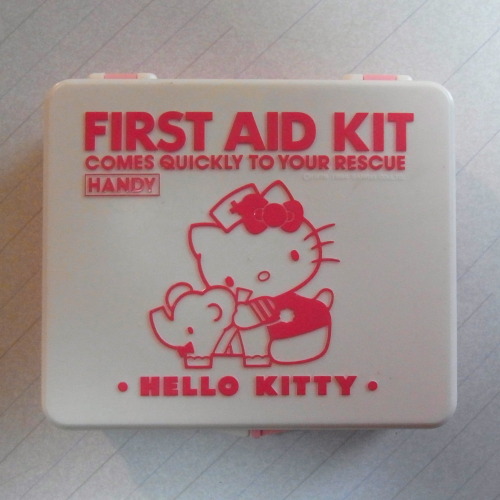 FIRST AID KIT
COMES QUICKLY TO YOUR RESCUE
HANDY
• HELLO KITTY •